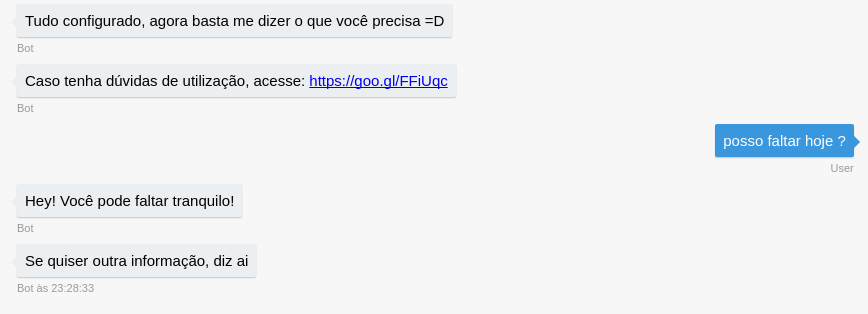 Tudo configurado, agora basta me dizer o que você precisa =D
Bot
Caso tenha dúvidas de utilização, acesse: https://goo.gl/FFiUqc
Bot
posso faltar hoje ?
User
Hey! Você pode faltar tranquilo!
Bot
Se quiser outra informação, diz ai
Bot às 23:28:33